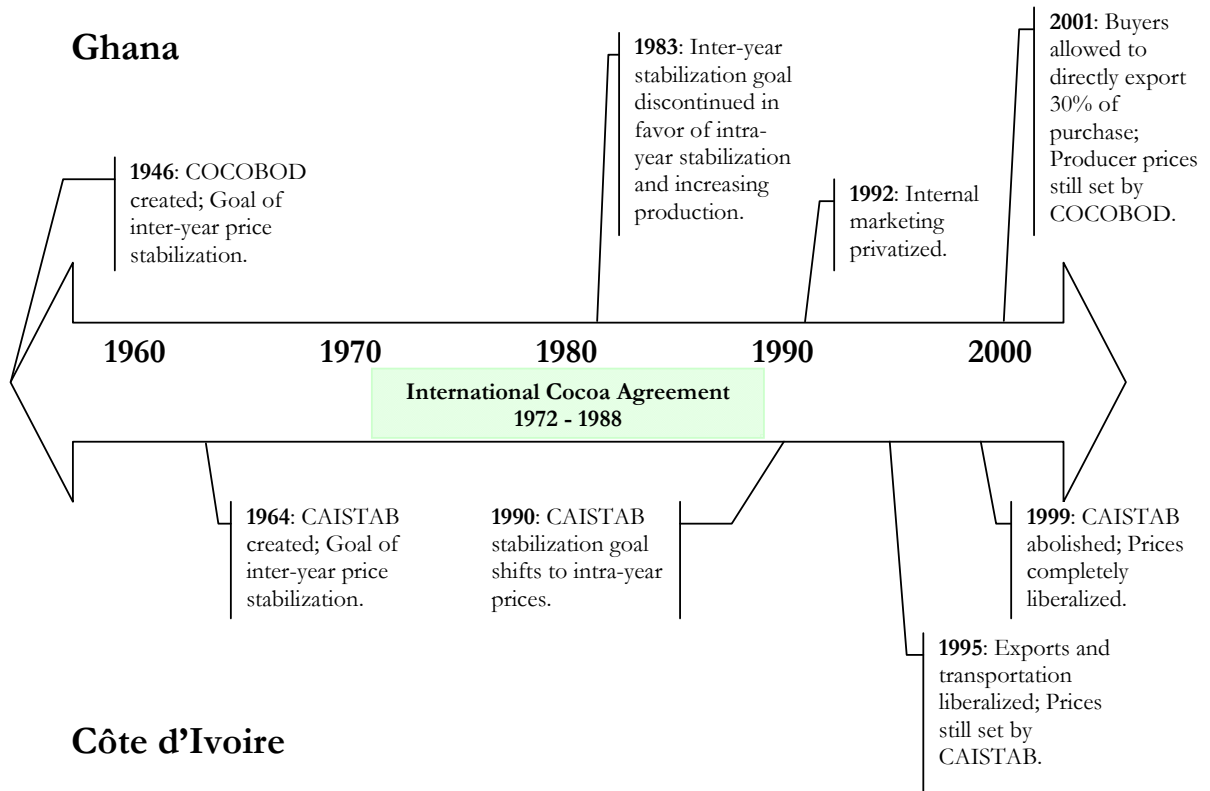 Ghana
1946: COCOBOD
created; Goal of
inter-year price
stabilization.
1983: Inter-year
stabilization goal
discontinued in
favor of intra-
year stabilization
and increasing
production.
1992: Internal
marketing
privatized.
2001: Buyers
allowed to
directly export
30% of
purchase;
Producer prices
still set by
COCOBOD.
1960 1970 1980 1990 2000
International Cocoa Agreement
1972 - 1988
1964: CAISTAB
created; Goal of
inter-year price
stabilization.
1990: CAISTAB
stabilization goal
shifts to intra-year
prices.
1999: CAISTAB
abolished; Prices
completely
liberalized.
1995: Exports and
transportation
liberalized; Prices
still set by
CAISTAB.
Côte d’Ivoire